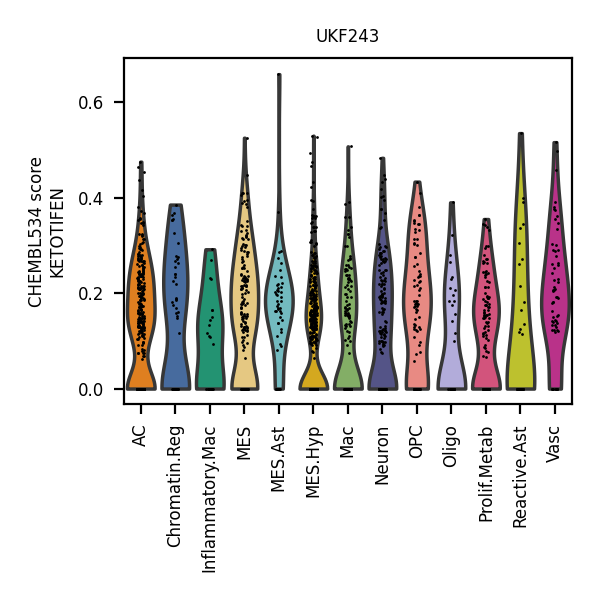 UKF243
CHEMBL534 score
KETOTIFEN
0.6
0.4
0.2
0.0
AC
Chromatin.Reg
Inflammatory.Mac
MES
MES.Ast
MES.Hyp
Mac
Neuron
OPC
Oligo
Prolif.Metab
Reactive.Ast
Vasc